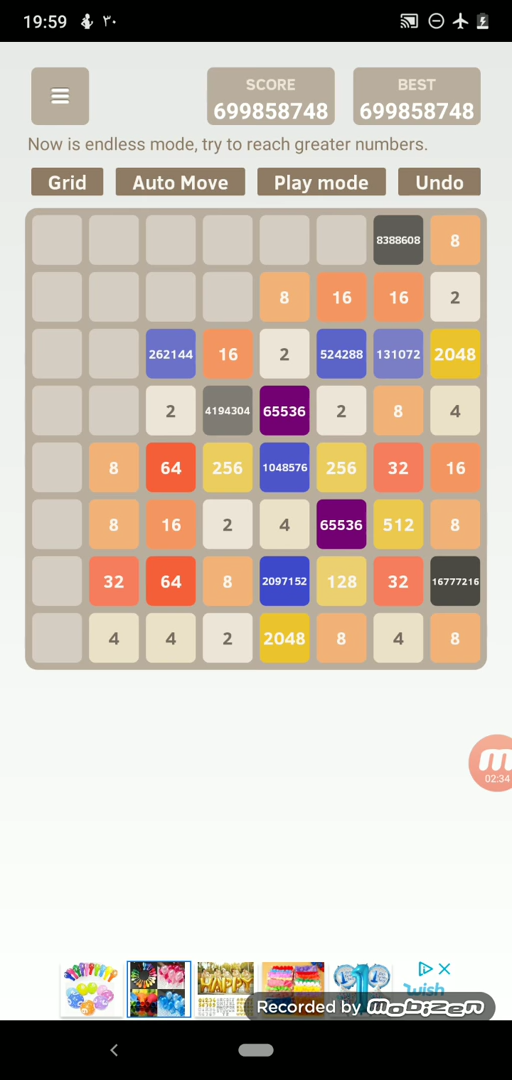 19:59 ٣٠
SCORE BEST
699858748 699858748
Now is endless mode, try to reach greater numbers.
Grid Auto Move Play mode Undo
8388608 8
8 16 16 2
262144 16 2 524288 131072 2048
2 4194304 65536 2 8 4
8 64 256 1048576 256 32 16
8 16 2 4 65536 512 8
32 64 8 2097152 128 32 16777216
4 4 2 2048 8 4 8
m
02:34
HAPPY
1
wish
Recorded by mobizen